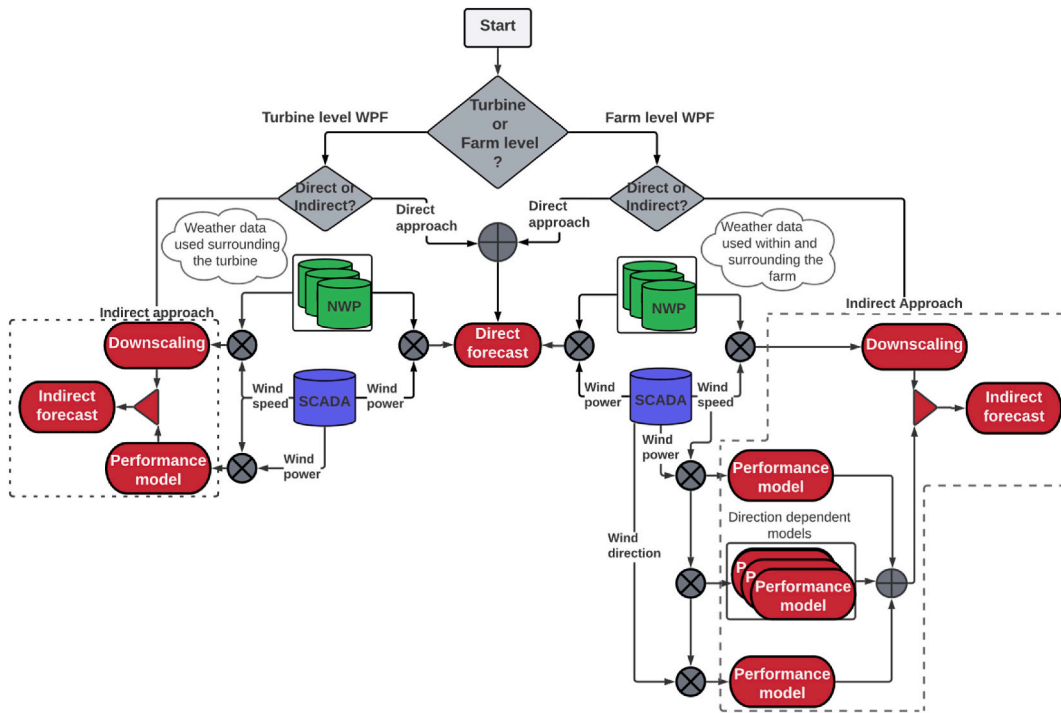 Start
Turbine
or
Farm level
?
Turbine level WPF
Farm level WPF
Direct or
Indirect?
Direct or
Indirect?
Direct
approach
Direct
approach
Weather data
used surrounding
the turbine
Weather data
used within and
surrounding the
farm
NWP
NWP
Indirect approach
Indirect Approach
Downscaling
Direct
forecast
Downscaling
Indirect
forecast
Wind
speed
SCADA
Wind
power
Wind
power
SCADA
Wind
speed
Indirect
forecast
Performance
model
Wind
power
Wind
power
Performance
model
Direction dependent
models
Wind
direction
P
P
Performance
model
Performance
model